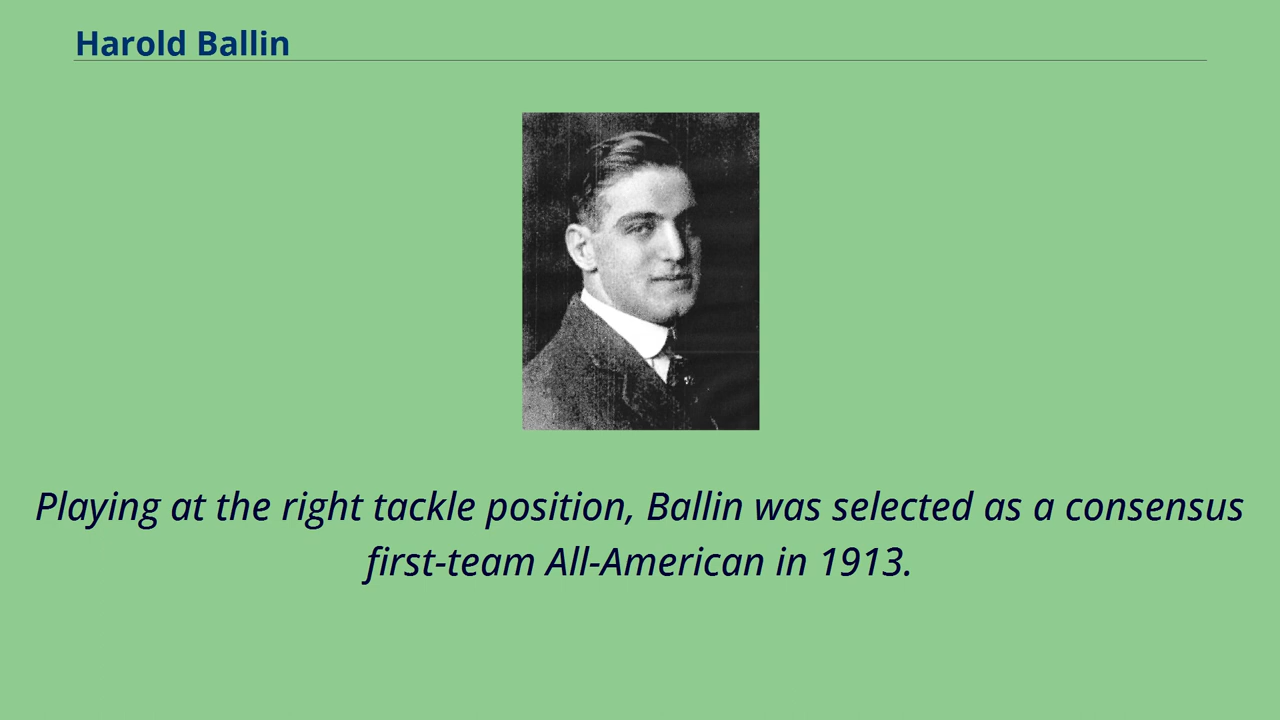 Harold Ballin
Playing at the right tackle position, Ballin was selected as a consensus
first-team All-American in 1913.